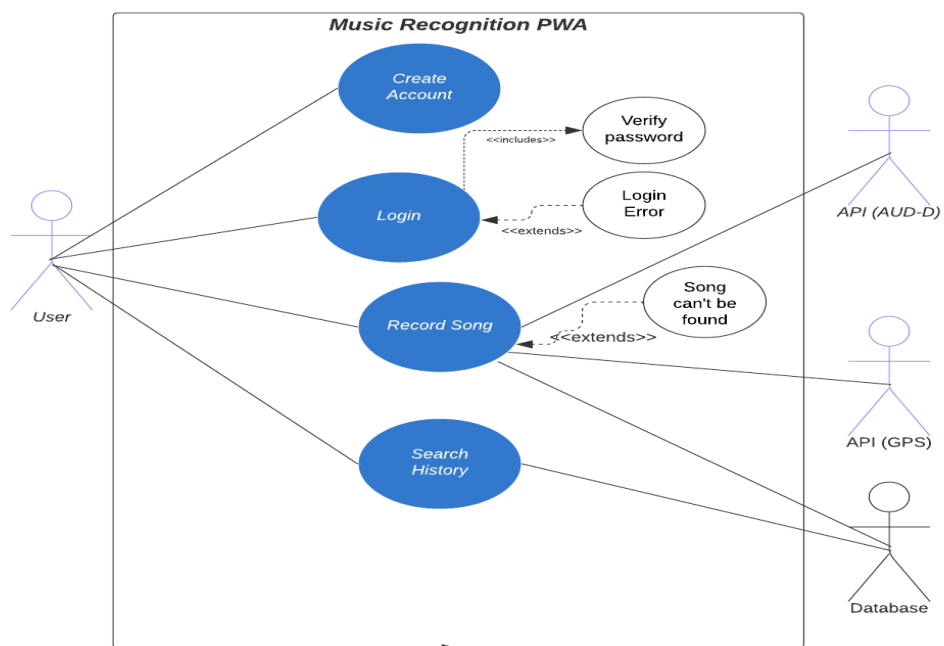 Music Recognition PWA
Create
Account
Verify
password
<<includes>>
Login
Login
Error
<<extends>>
API (AUD-D)
User
Record Song
Song
can't be
found
<<extends>>
API (GPS)
Search
History
Database